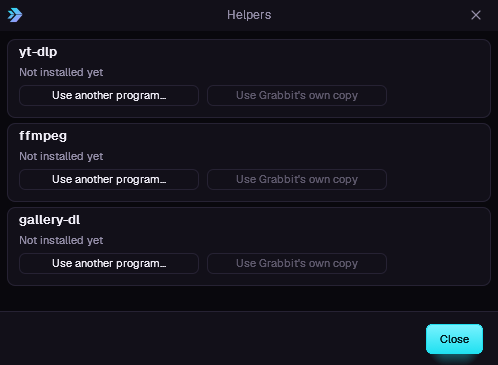 Helpers
yt-dlp
Not installed yet
Use another program... Use Grabbit's own copy
ffmpeg
Not installed yet
Use another program... Use Grabbit's own copy
gallery-dl
Not installed yet
Use another program... Use Grabbit's own copy
Close